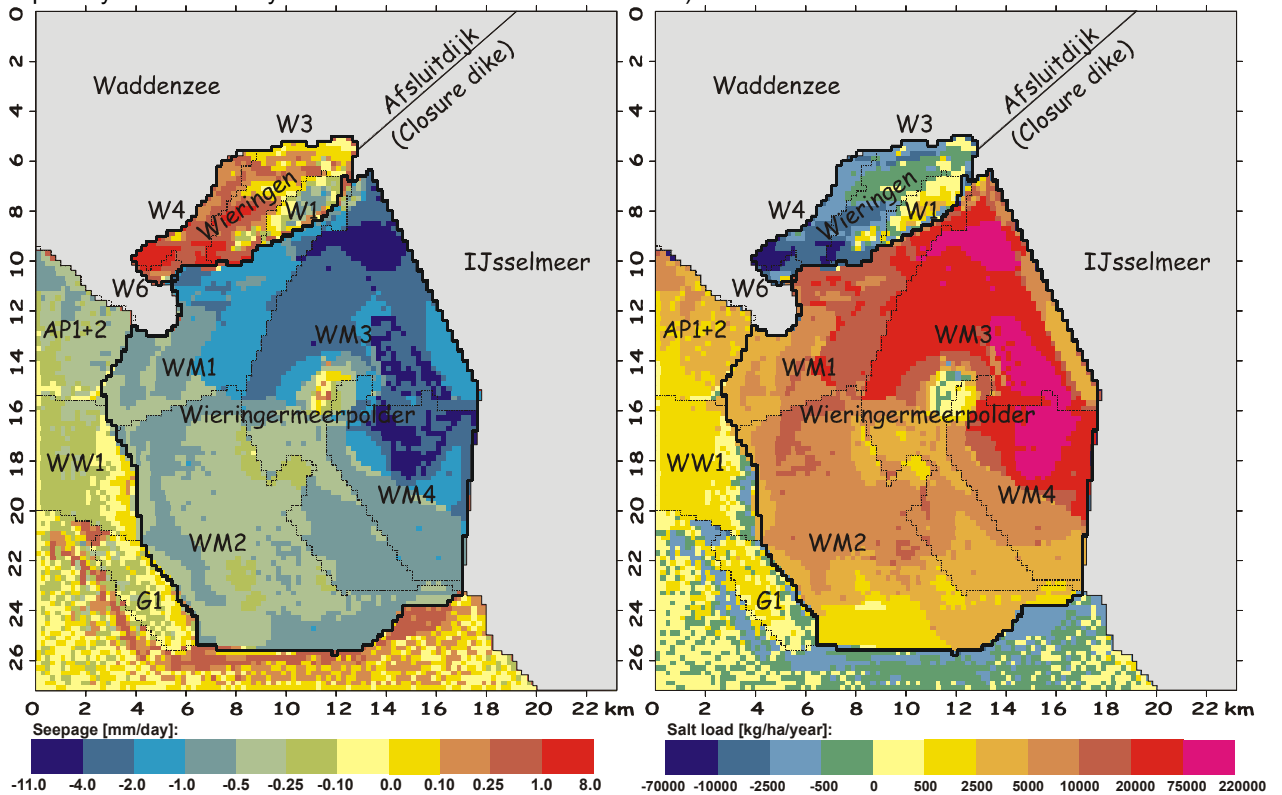 0
2
4
6
8
10
12
14
16
18
20
22
24
26
Waddenzee
Afsluitdijk
(Closure dike)
W3
W4
Wieringen
W1
IJsselmeer
W6
AP1+2
WM3
WM1
Wieringermeerpolder
WW1
WM4
WM2
G1
0 2 4 6 8 10 12 14 16 18 20 22 km
Seepage [mm/day]:
-11.0 -4.0 -2.0 -1.0 -0.5 -0.25 -0.10 0.0 0.10 0.25 1.0 8.0
Waddenzee
Afsluitdijk
(Closure dike)
W3
W4
Wieringen
W1
IJsselmeer
W6
AP1+2
WM3
WM1
Wieringermeerpolder
WW1
WM4
WM2
G1
0 2 4 6 8 10 12 14 16 18 20 22 km
Salt load [kg/ha/year]:
-70000 -10000 -2500 -500 0 500 2500 5000 10000 20000 75000 220000